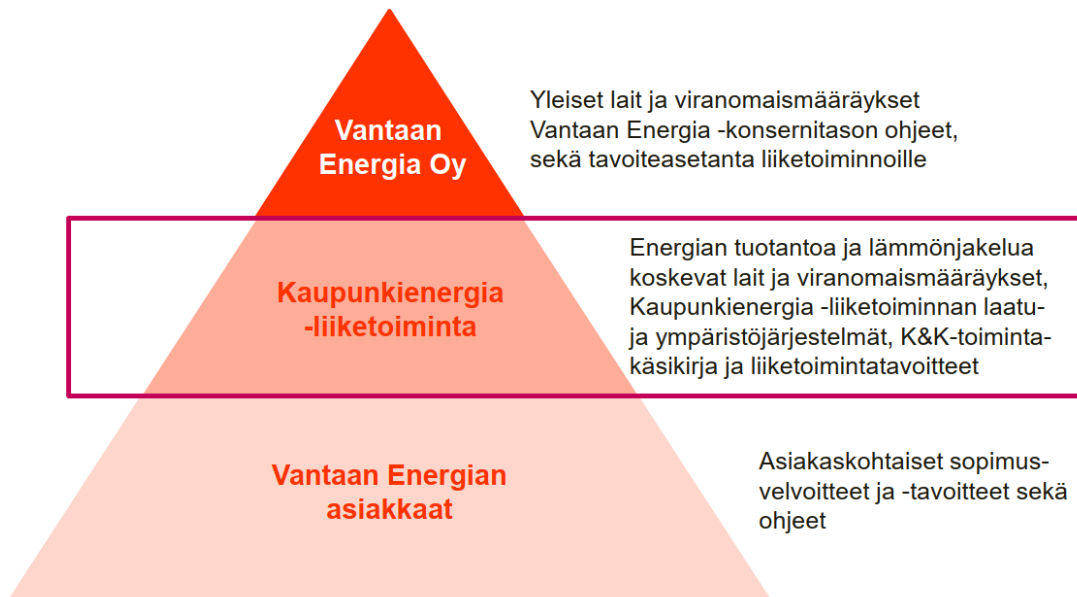 Vantaan
Energia Oy
Yleiset lait ja viranomaismääräykset
Vantaan Energia -konsernitason ohjeet,
sekä tavoiteasetanta liiketoiminnoille
Kaupunkienergia
-liiketoiminta
Energian tuotantoa ja lämmönjakelua
koskevat lait ja viranomaismääräykset,
Kaupunkienergia -liiketoiminnan laatu-
ja ympäristöjärjestelmät, K&K-toiminta-
käsikirja ja liiketoimintatavoitteet
Vantaan Energian
asiakkaat
Asiakaskohtaiset sopimus-
velvoitteet ja -tavoitteet sekä
ohjeet